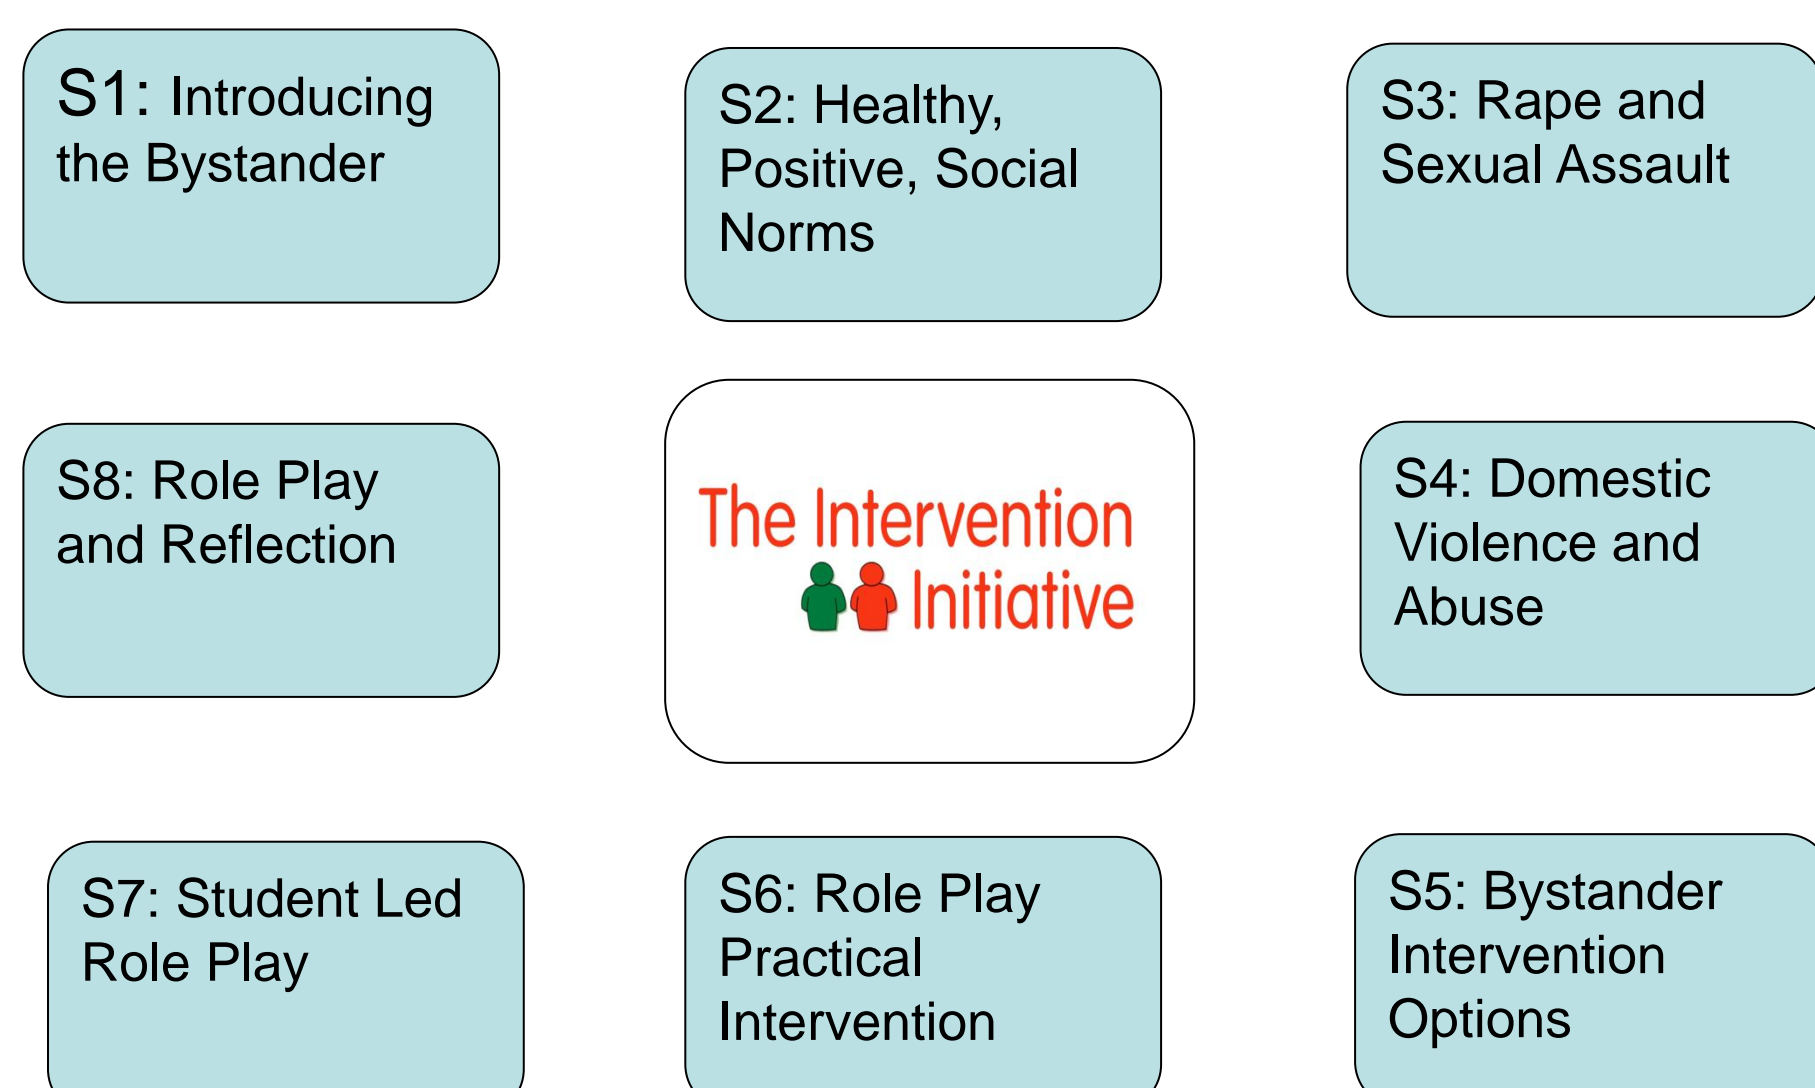 S1: Introducing
the Bystander
S2: Healthy,
Positive, Social
Norms
S3: Rape and
Sexual Assault
S8: Role Play
and Reflection
The Intervention
Initiative
S4: Domestic
Violence and
Abuse
S7: Student Led
Role Play
S6: Role Play
Practical
Intervention
S5: Bystander
Intervention
Options